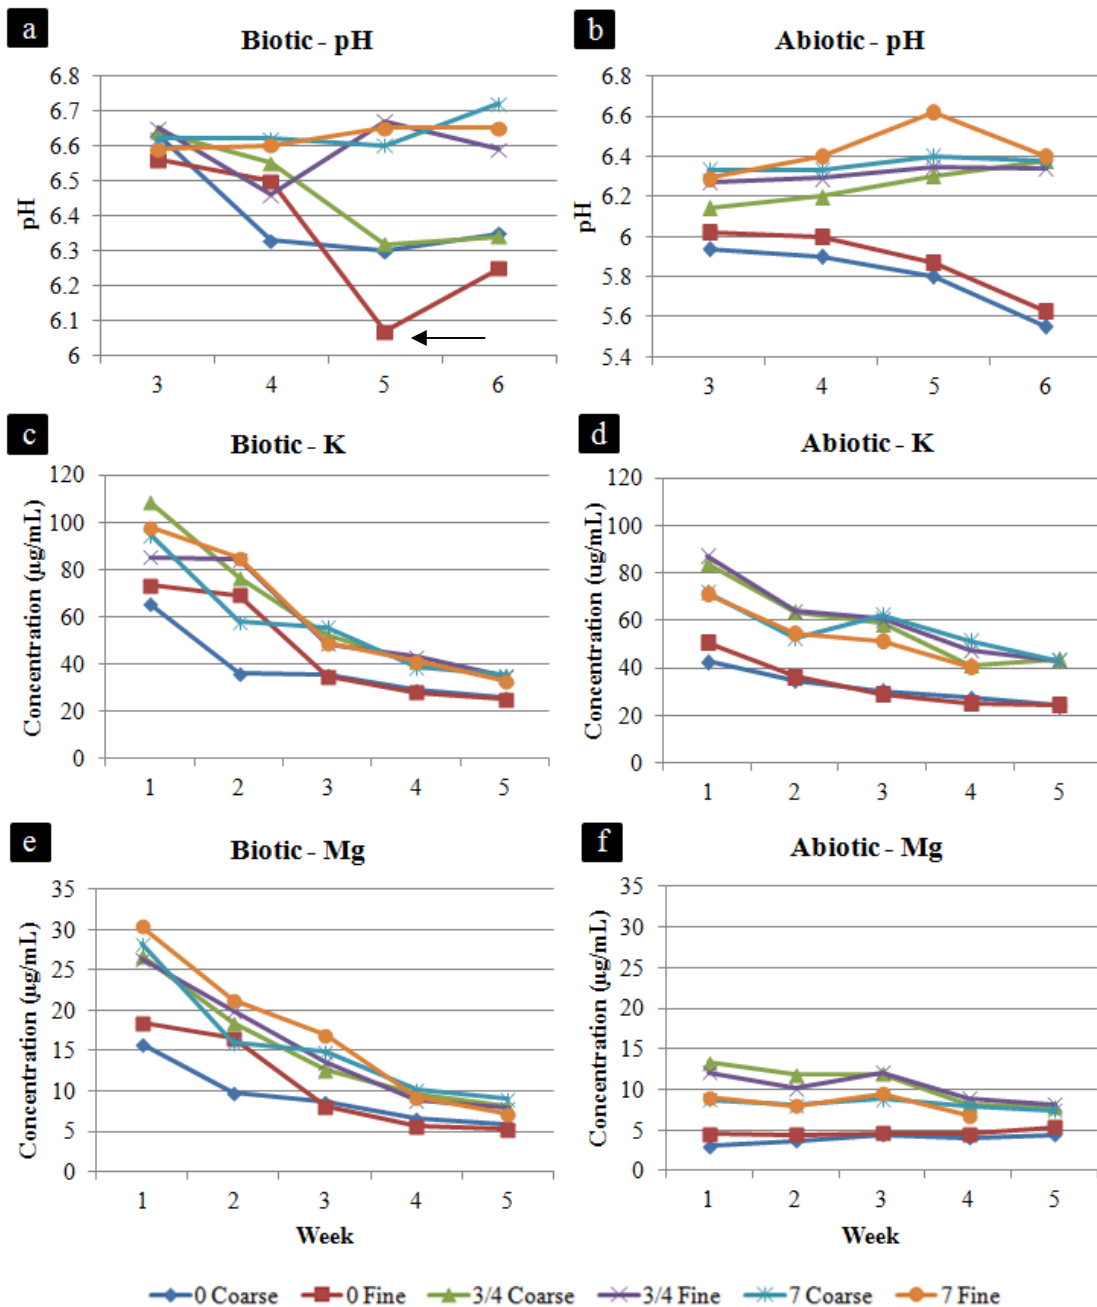 a
Biotic - pH
pH
6.8
6.7
6.6
6.5
6.4
6.3
6.2
6.1
6
3 4 5 6
b
Abiotic - pH
pH
6.8
6.6
6.4
6.2
6
5.8
5.6
5.4
3 4 5 6
c
Biotic - K
Concentration (µg/mL)
120
100
80
60
40
20
0
1 2 3 4 5
d
Abiotic - K
Concentration (ug/mL)
120
100
80
60
40
20
0
1 2 3 4 5
e
Biotic - Mg
Concentration (µg/mL)
35
30
25
20
15
10
5
0
1 2 3 4 5
Week
f
Abiotic - Mg
Concentration (µg/mL)
35
30
25
20
15
10
5
0
1 2 3 4 5
Week
0 Coarse 0 Fine 3/4 Coarse 3/4 Fine 7 Coarse 7 Fine